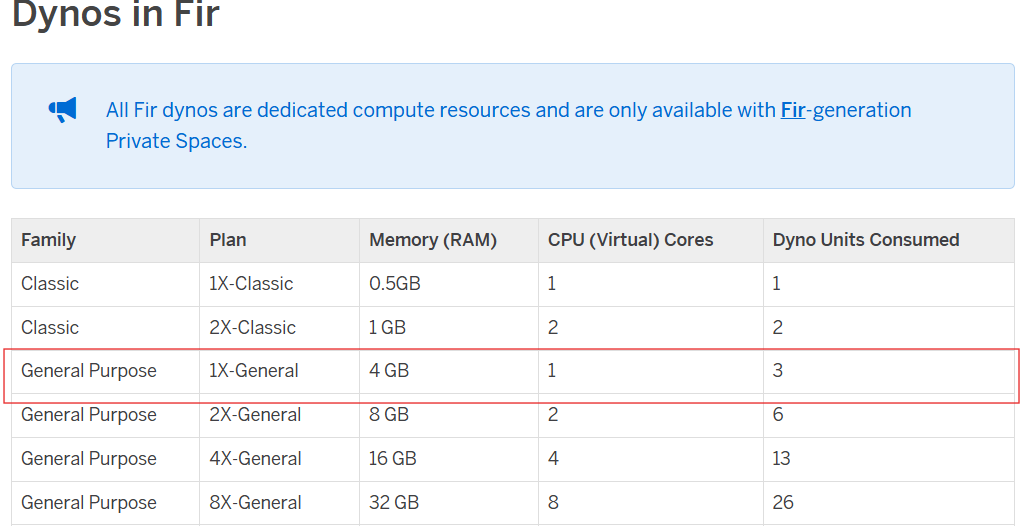 Dynos in Fir
All Fir dynos are dedicated compute resources and are only available with Fir-generation
Private Spaces.
Family Plan Memory (RAM) CPU (Virtual) Cores Dyno Units Consumed
Classic 1X-Classic 0.5GB 1 1
Classic 2X-Classic 1 GB 2 2
General Purpose 1X-General 4 GB 1 3
General Purpose 2X-General 8 GB 2 6
General Purpose 4X-General 16 GB 4 13
General Purpose 8X-General 32 GB 8 26